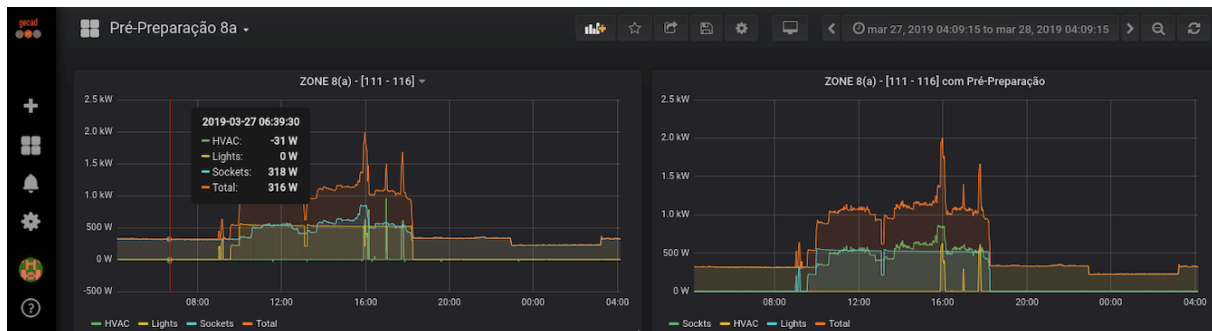 gecad
Pré-Preparação 8a
mar 27, 2019 04:09:15 to mar 28, 2019 04:09:15
ZONE 8(a) - [111 - 116]
2.5 kW
2.0 kW
1.5 kW
1.0 kW
500 W
0 W
-500 W
2019-03-27 06:39:30
HVAC: -31 W
Lights: 0 W
Sockets: 318 W
Total: 316 W
08:00 12:00 16:00 20:00 00:00 04:00
HVAC Lights Sockets Total
ZONE 8(a) - [111 - 116] com Pré-Preparação
2.5 kW
2.0 kW
1.5 kW
1.0 kW
500 W
0 W
08:00 12:00 16:00 20:00 00:00 04:00
Sockts HVAC Lights Total